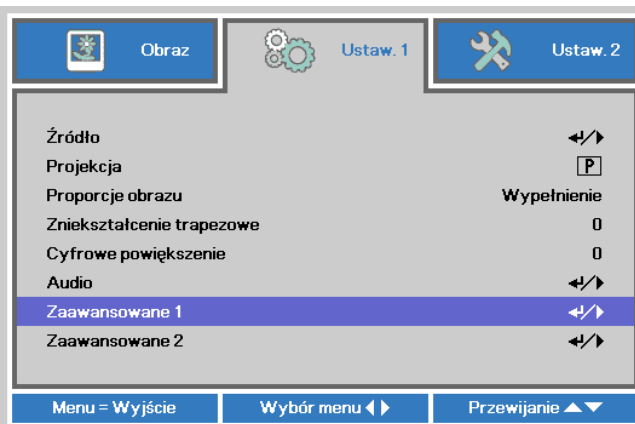 Obraz Ustaw. 1 Ustaw. 2
Źródło
Projekcja P
Proporcje obrazu Wypełnienie
Zniekształcenie trapezowe 0
Cyfrowe powiększenie 0
Audio
Zaawansowane 1
Zaawansowane 2
Menu = Wyjście Wybór menu Przewijanie